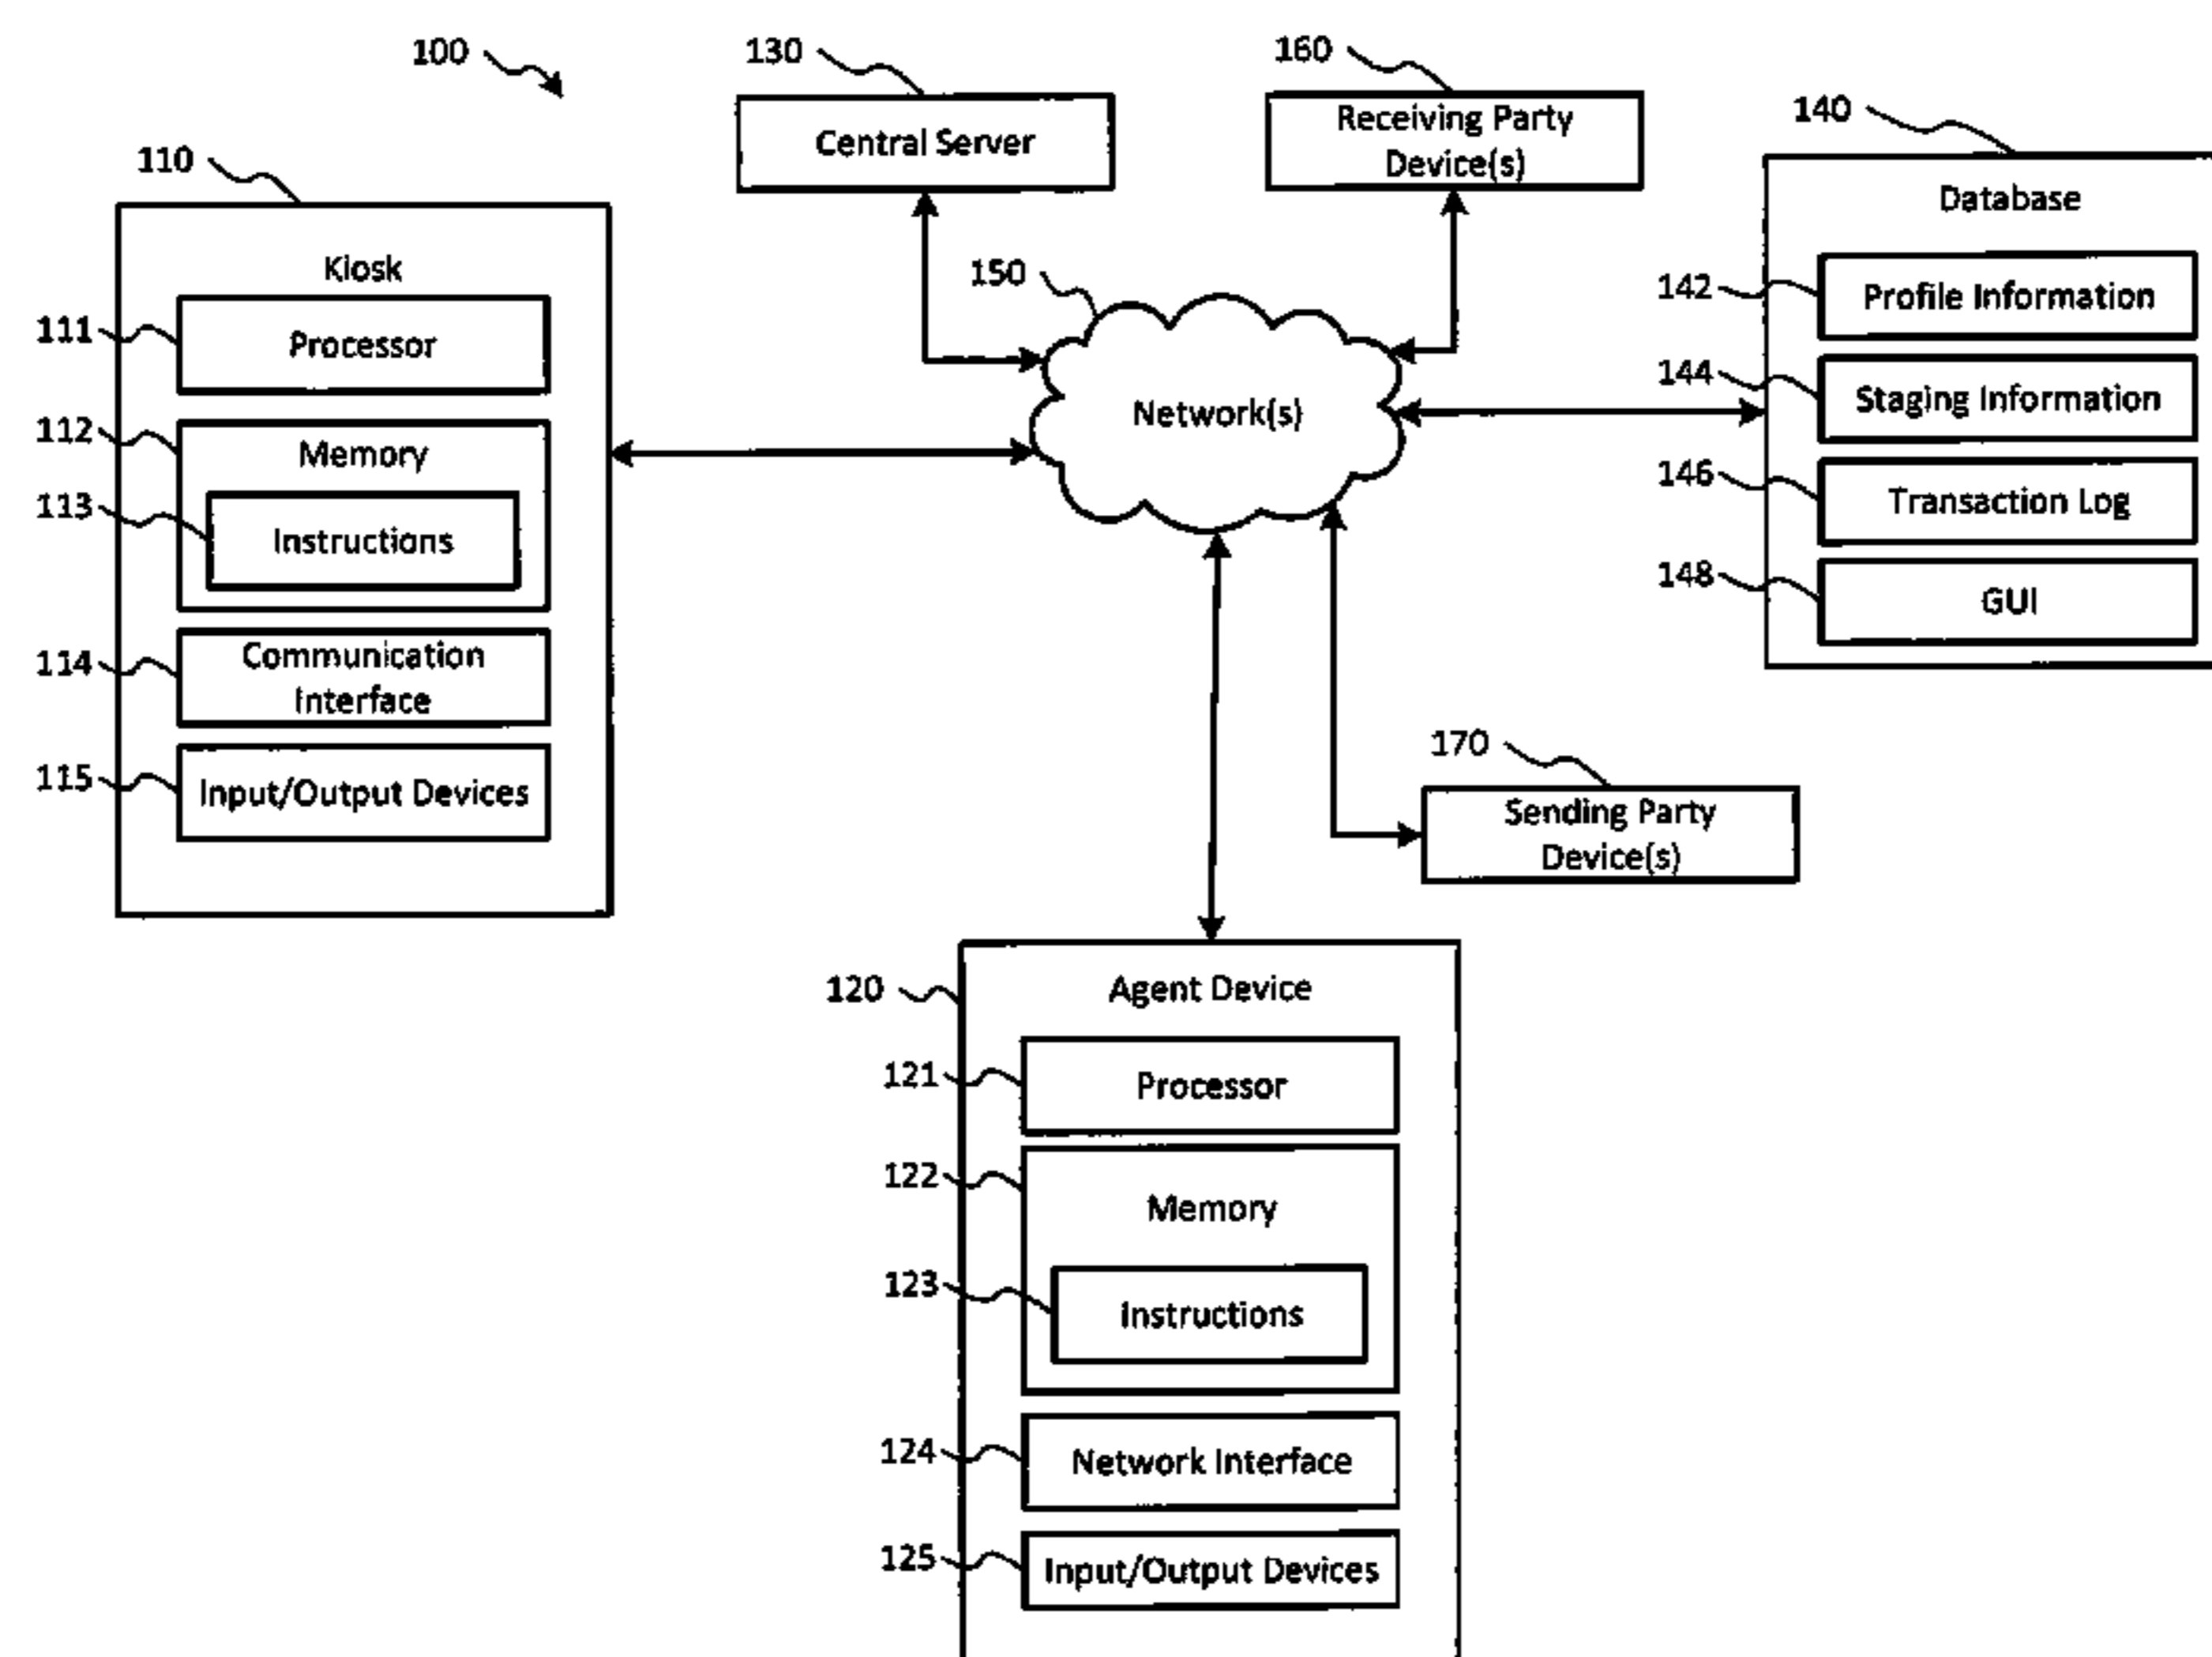 100
130
160
140
Central Server
Receiving Party
Device(s)
110
Database
Kiosk
150
142
Profile Information
111
Processor
144
Staging Information
Network(s)
112
Memory
146
Transaction Log
113
Instructions
148
GUI
114
Communication
Interface
115
Input/Output Devices
170
Sending Party
Device(s)
120
Agent Device
121
Processor
122
Memory
123
Instructions
124
Network Interface
125
Input/Output Devices